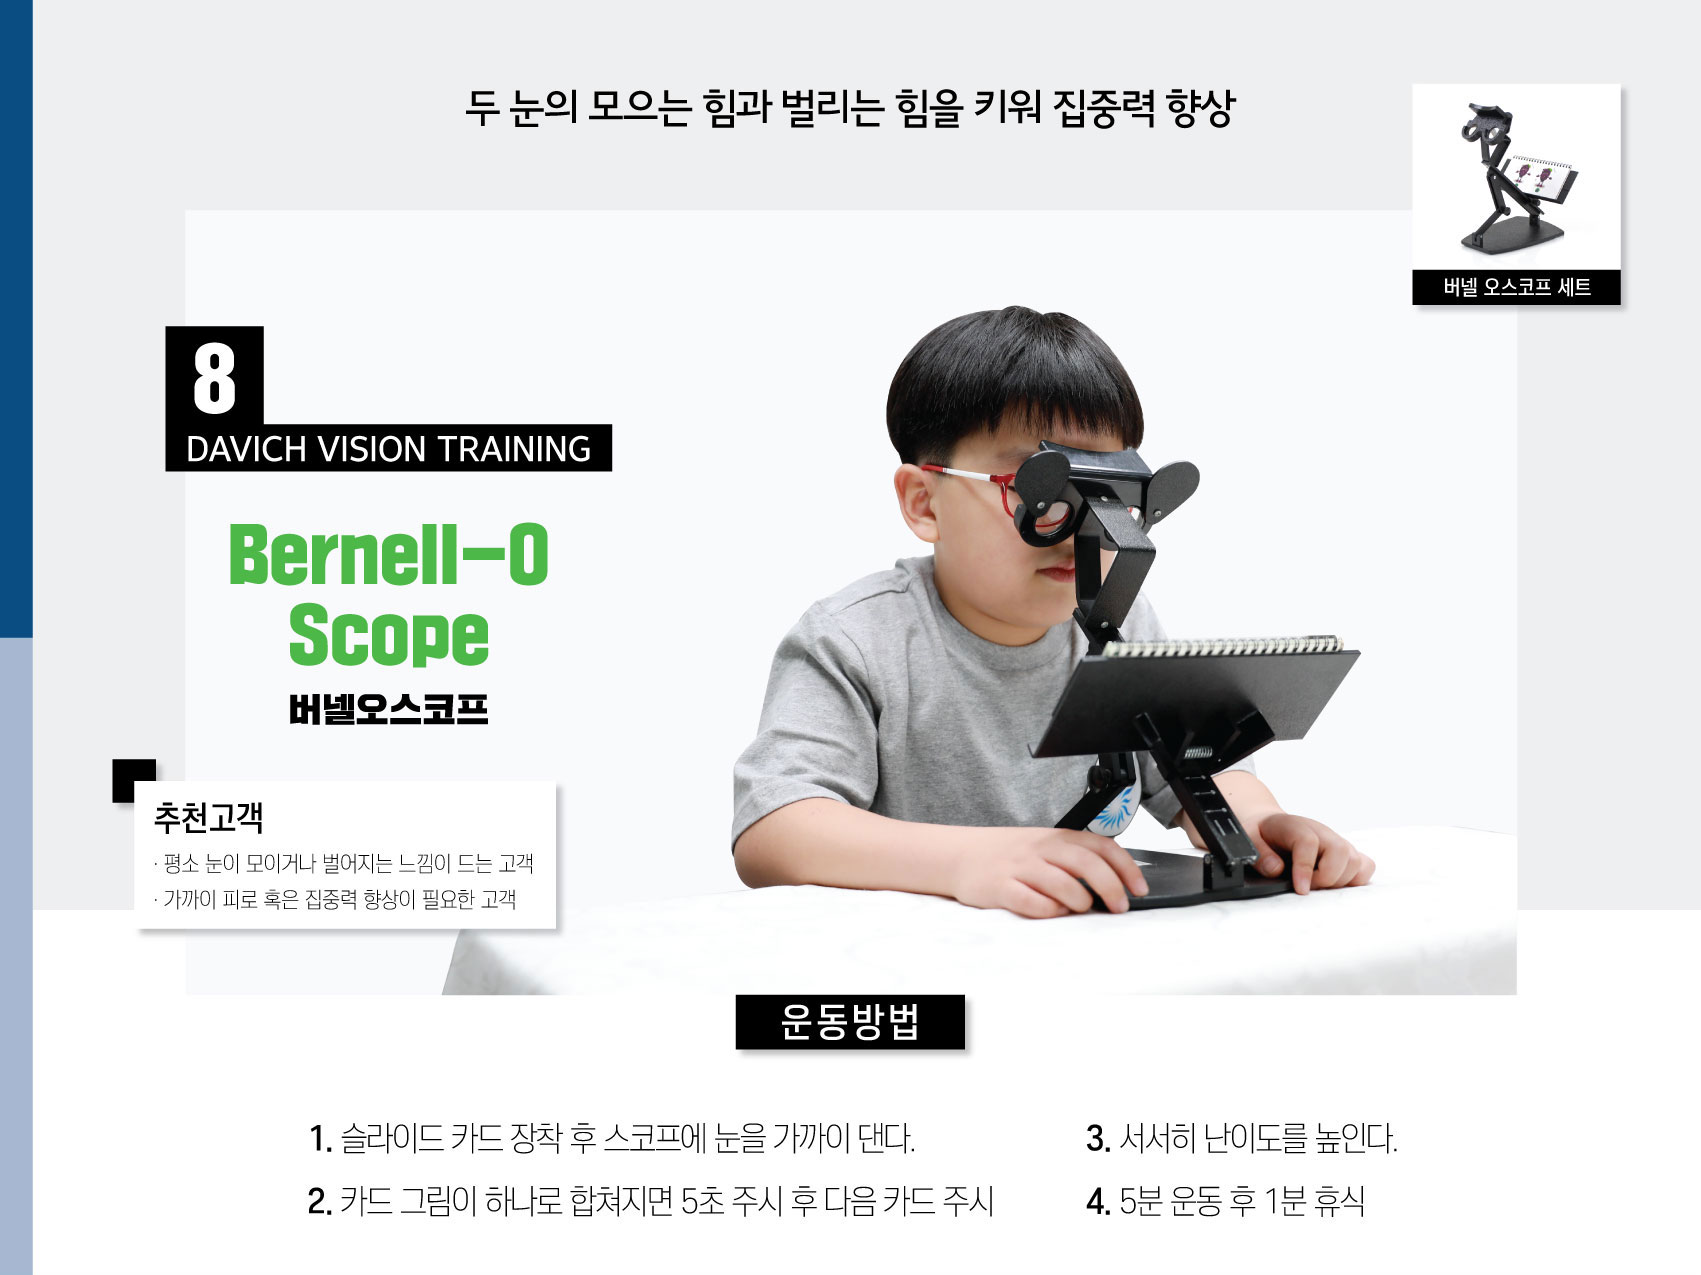 두 눈의 모으는 힘과 벌리는 힘을 키워 집중력 향상
버넬 오스코프 세트
8
DAVICH VISION TRAINING
Bernell-O
Scope
버넬오스코프
추천고객
· 평소 눈이 모이거나 벌어지는 느낌이 드는 고객
· 가까이 피로 혹은 집중력 향상이 필요한 고객
운동방법
1. 슬라이드 카드 장착 후 스코프에 눈을 가까이 댄다.
2. 카드 그림이 하나로 합쳐지면 5초 주시 후 다음 카드 주시
3. 서서히 난이도를 높인다.
4. 5분 운동 후 1분 휴식